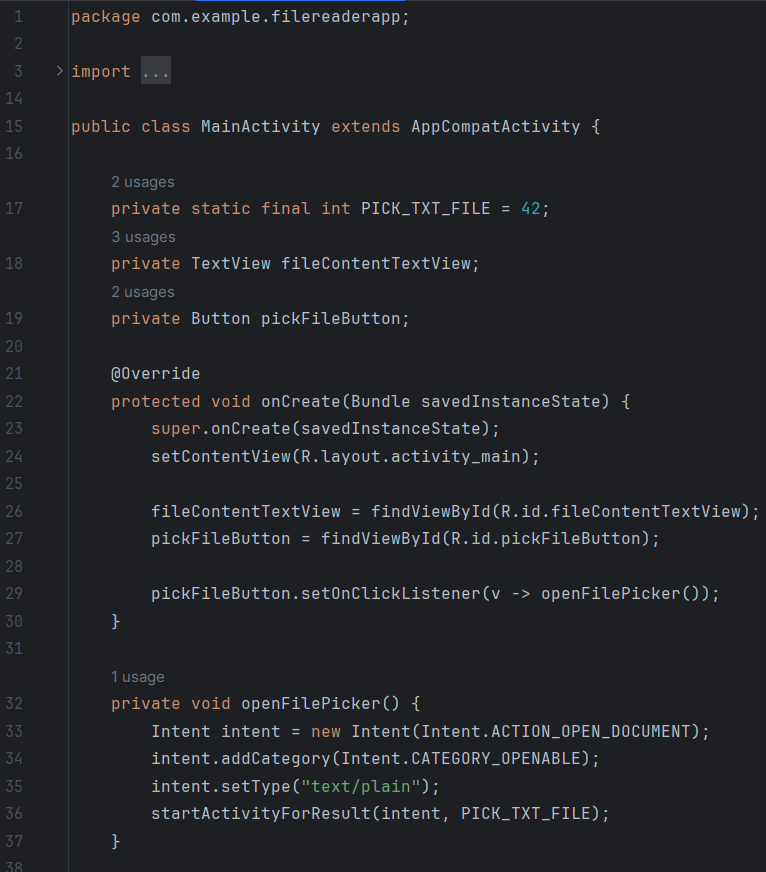 1 package com.example.filereaderapp;
2
3 import ...
14
15 public class MainActivity extends AppCompatActivity {
16
2 usages
17 private static final int PICK_TXT_FILE = 42;
3 usages
18 private TextView fileContentTextView;
2 usages
19 private Button pickFileButton;
20
21 @Override
22 protected void onCreate(Bundle savedInstanceState) {
23 super.onCreate(savedInstanceState);
24 setContentView(R.layout.activity_main);
25
26 fileContentTextView = findViewById(R.id.fileContentTextView);
27 pickFileButton = findViewById(R.id.pickFileButton);
28
29 pickFileButton.setOnClickListener(v -> openFilePicker());
30 }
31
1 usage
32 private void openFilePicker() {
33 Intent intent = new Intent(Intent.ACTION_OPEN_DOCUMENT);
34 intent.addCategory(Intent.CATEGORY_OPENABLE);
35 intent.setType("text/plain");
36 startActivityForResult(intent, PICK_TXT_FILE);
37 }
38